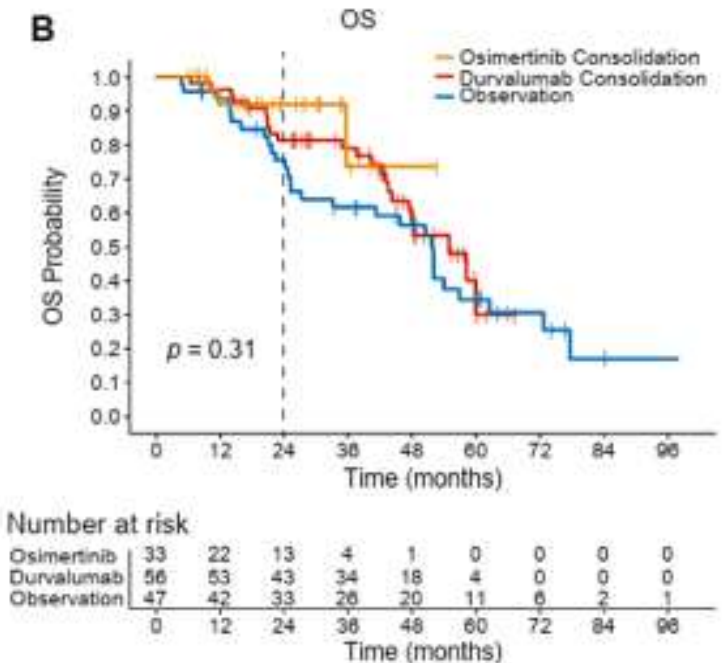 B
OS
Osimertinib Consolidation
Durvalumab Consolidation
Observation
1.0
0.9
0.8
0.7
0.6
0.5
0.4
0.3
0.2
0.1
0.0
OS Probability
p = 0.31
0 12 24 36 48 60 72 84 96
Time (months)
Number at risk
Osimertinib 33 22 13 4 1 0 0 0 0
Durvalumab 56 53 43 34 18 4 0 0 0
Observation 47 42 33 26 20 11 6 2 1
0 12 24 36 48 60 72 84 96
Time (months)